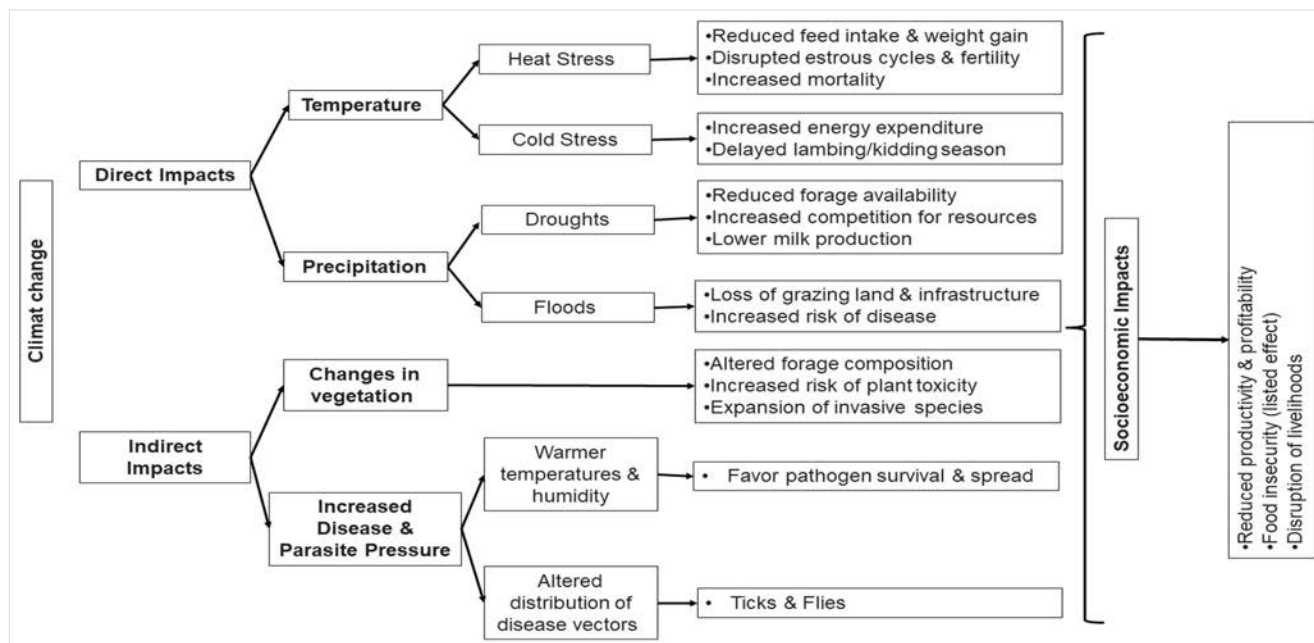 Climat change
Direct Impacts
Temperature
Heat Stress
•Reduced feed intake & weight gain
•Disrupted estrous cycles & fertility
•Increased mortality
Cold Stress
•Increased energy expenditure
•Delayed lambing/kidding season
Precipitation
Droughts
•Reduced forage availability
•Increased competition for resources
•Lower milk production
Floods
•Loss of grazing land & infrastructure
•Increased risk of disease
Indirect
Impacts
Changes in
vegetation
•Altered forage composition
•Increased risk of plant toxicity
•Expansion of invasive species
Increased
Disease &
Parasite Pressure
Warmer
temperatures &
humidity
• Favor pathogen survival & spread
Altered
distribution of
disease vectors
• Ticks & Flies
Socioeconomic Impacts
•Reduced productivity & profitability
•Food insecurity (listed effect)
•Disruption of livelihoods